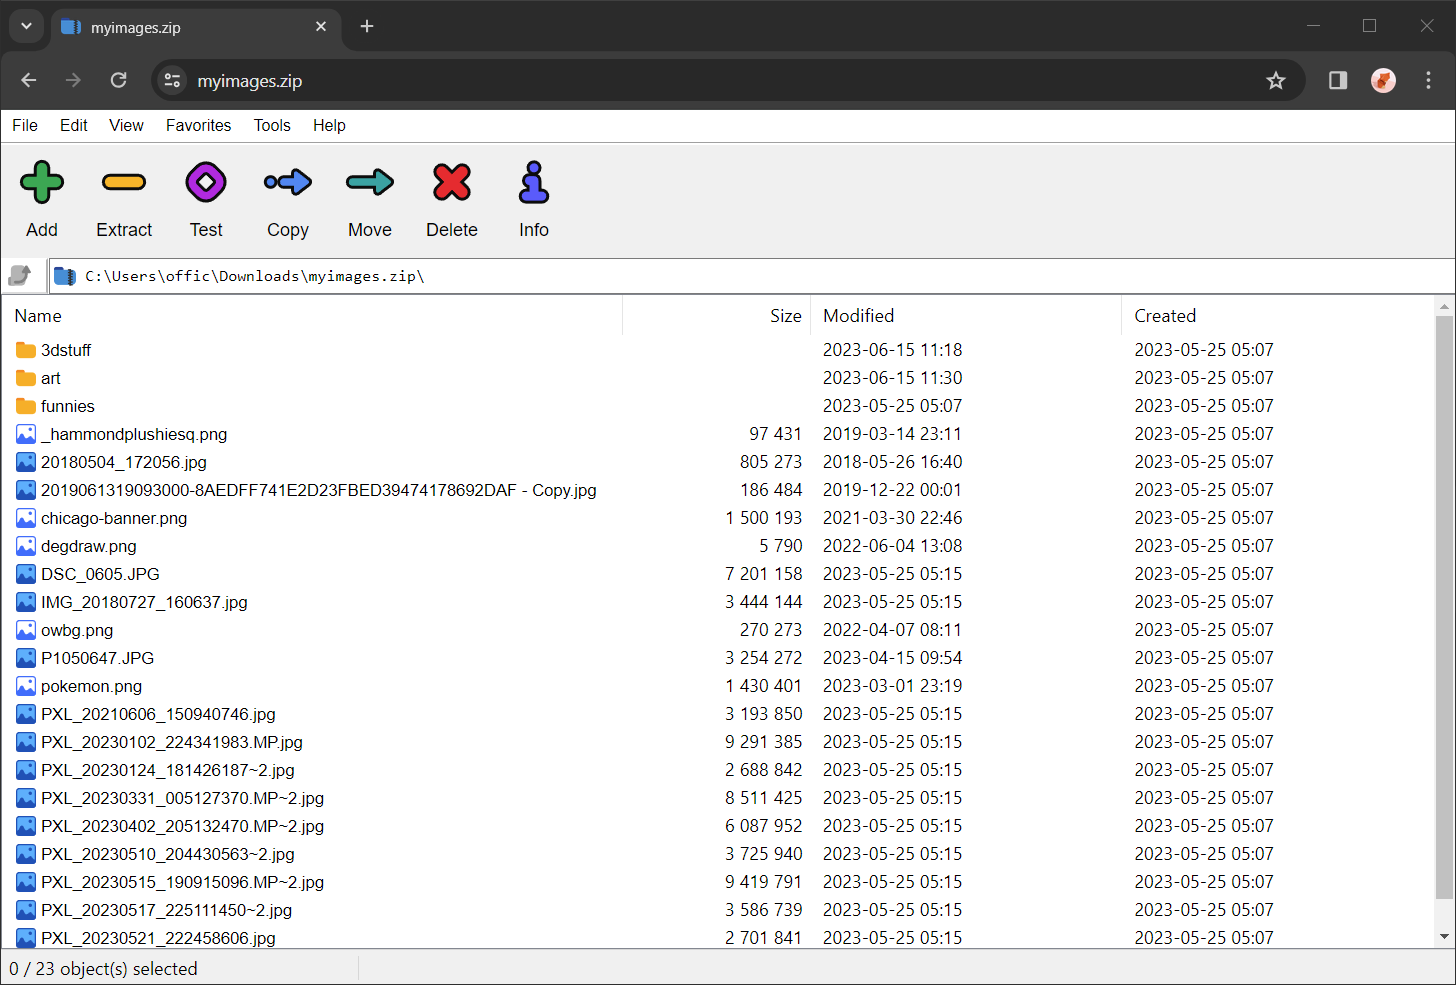 myimages.zip
myimages.zip
File Edit View Favorites Tools Help
Add Extract Test Copy Move Delete Info
C:\Users\offic\Downloads\myimages.zip\
Name Size Modified Created
3dstuff 2023-06-15 11:18 2023-05-25 05:07
art 2023-06-15 11:30 2023-05-25 05:07
funnies 2023-05-25 05:07 2023-05-25 05:07
_hammondplushiesq.png 97 431 2019-03-14 23:11 2023-05-25 05:07
20180504_172056.jpg 805 273 2018-05-26 16:40 2023-05-25 05:07
2019061319093000-8AEDFF741E2D23FBED39474178692DAF - Copy.jpg 186 484 2019-12-22 00:01 2023-05-25 05:07
chicago-banner.png 1 500 193 2021-03-30 22:46 2023-05-25 05:07
degdraw.png 5 790 2022-06-04 13:08 2023-05-25 05:07
DSC_0605.JPG 7 201 158 2023-05-25 05:15 2023-05-25 05:07
IMG_20180727_160637.jpg 3 444 144 2023-05-25 05:15 2023-05-25 05:07
owbg.png 270 273 2022-04-07 08:11 2023-05-25 05:07
P1050647.JPG 3 254 272 2023-04-15 09:54 2023-05-25 05:07
pokemon.png 1 430 401 2023-03-01 23:19 2023-05-25 05:07
PXL_20210606_150940746.jpg 3 193 850 2023-05-25 05:15 2023-05-25 05:07
PXL_20230102_224341983.MP.jpg 9 291 385 2023-05-25 05:15 2023-05-25 05:07
PXL_20230124_181426187~2.jpg 2 688 842 2023-05-25 05:15 2023-05-25 05:07
PXL_20230331_005127370.MP~2.jpg 8 511 425 2023-05-25 05:15 2023-05-25 05:07
PXL_20230402_205132470.MP~2.jpg 6 087 952 2023-05-25 05:15 2023-05-25 05:07
PXL_20230510_204430563~2.jpg 3 725 940 2023-05-25 05:15 2023-05-25 05:07
PXL_20230515_190915096.MP~2.jpg 9 419 791 2023-05-25 05:15 2023-05-25 05:07
PXL_20230517_225111450~2.jpg 3 586 739 2023-05-25 05:15 2023-05-25 05:07
PXL_20230521_222458606.jpg 2 701 841 2023-05-25 05:15 2023-05-25 05:07
0 / 23 object(s) selected